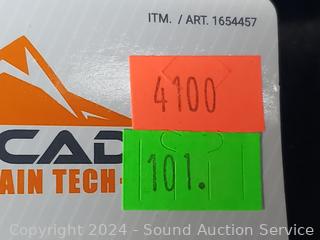 ITM. / ART. 1654457
4100
CAD
AIN TECH
101.
Copyright © 2024 - Sound Auction Service